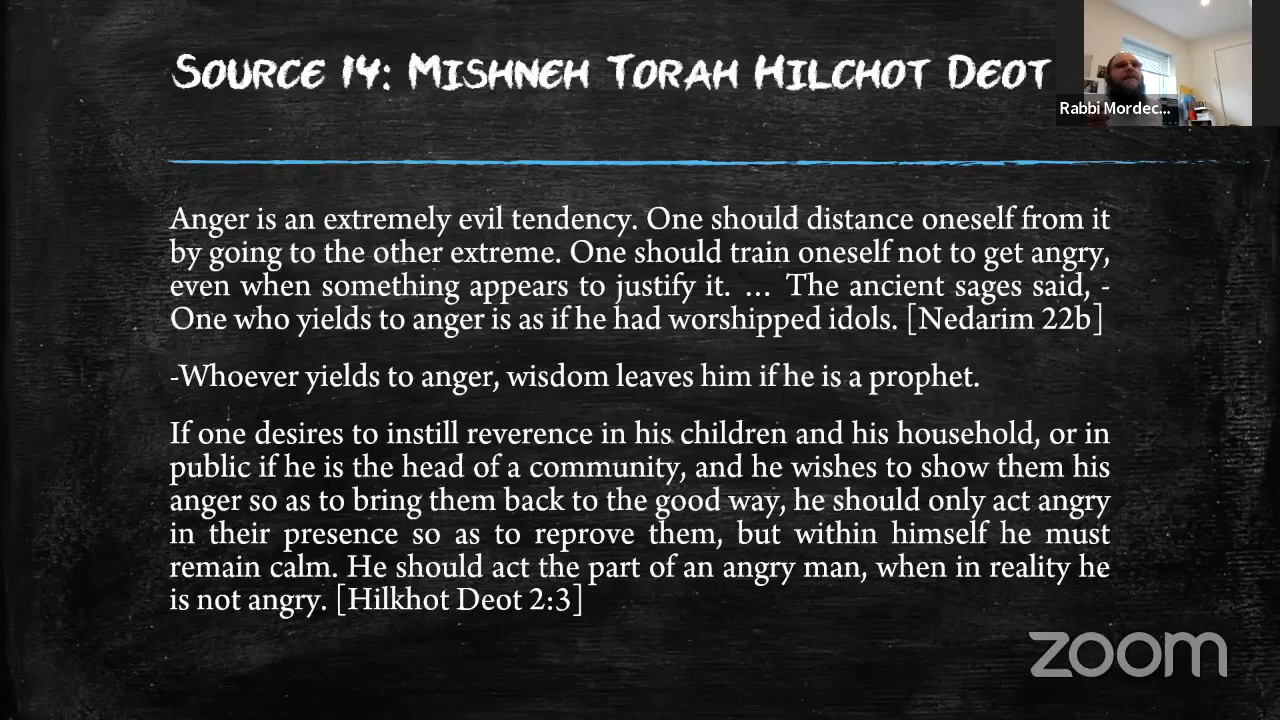 SOURCE 14: MISHNEH TORAH HILCHOT DEOT
Rabbi Mordec...
Anger is an extremely evil tendency. One should distance oneself from it
by going to the other extreme. One should train oneself not to get angry,
even when something appears to justify it. … The ancient sages said, -
One who yields to anger is as if he had worshipped idols. [Nedarim 22b]
-Whoever yields to anger, wisdom leaves him if he is a prophet.
If one desires to instill reverence in his children and his household, or in
public if he is the head of a community, and he wishes to show them his
anger so as to bring them back to the good way, he should only act angry
in their presence so as to reprove them, but within himself he must
remain calm. He should act the part of an angry man, when in reality he
is not angry. [Hilkhot Deot 2:3]
zoom